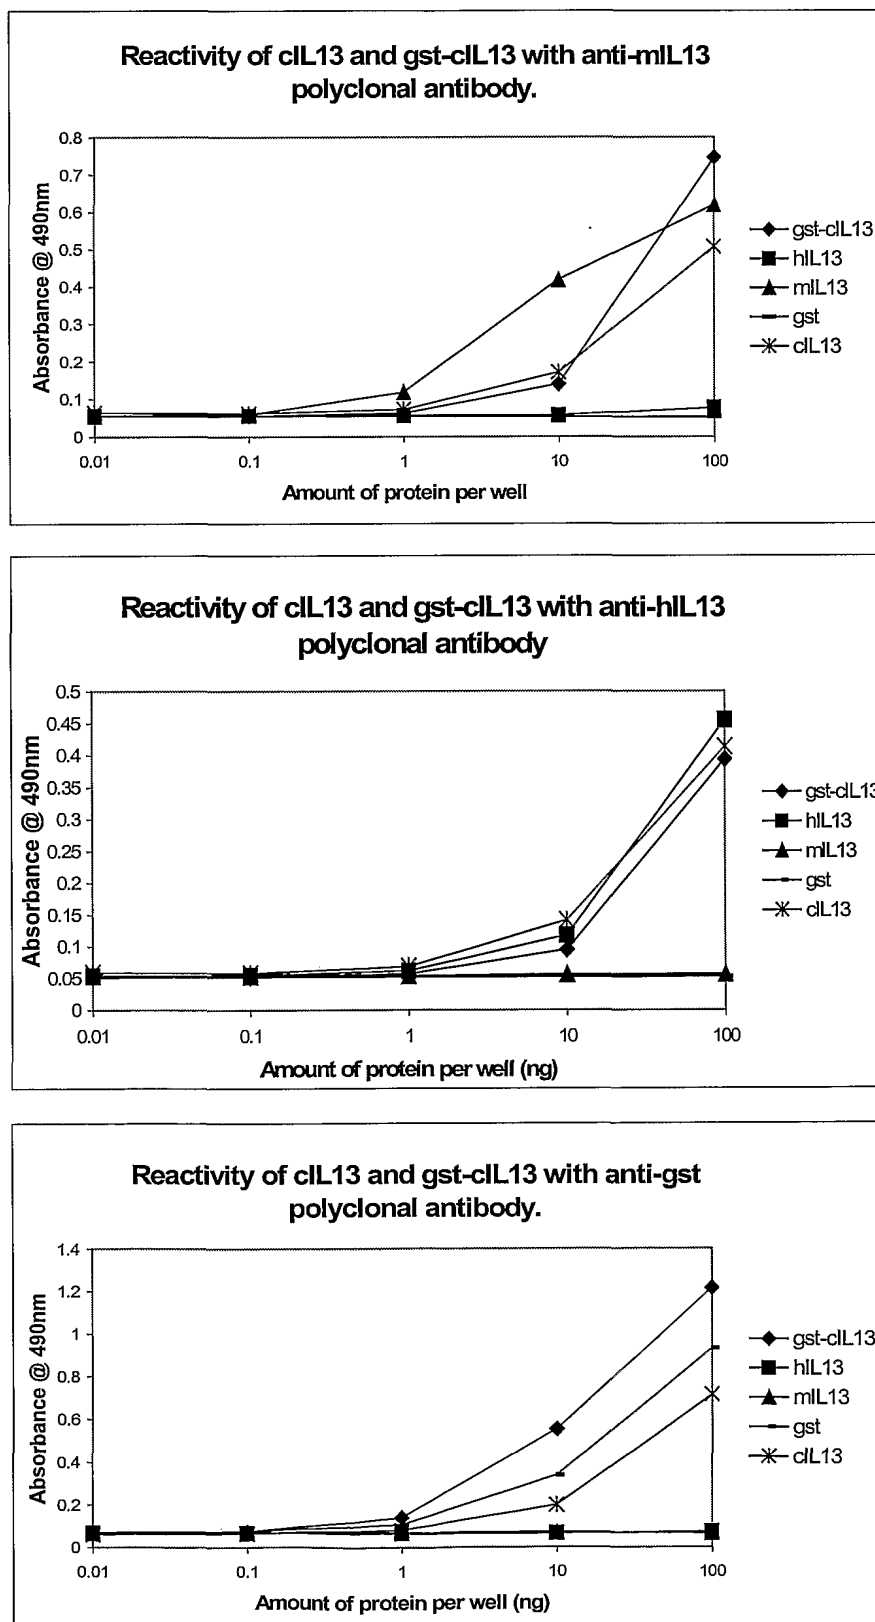 Reactivity of cIL13 and gst-cIL13 with anti-mIL13
polyclonal antibody.
0.8
0.7
0.6
0.5
0.4
0.3
0.2
0.1
0
Absorbance @ 490nm
0.01 0.1 1 10 100
Amount of protein per well
gst-cIL13
hIL13
mIL13
gst
cIL13
Reactivity of cIL13 and gst-cIL13 with anti-hIL13
polyclonal antibody
0.5
0.45
0.4
0.35
0.3
0.25
0.2
0.15
0.1
0.05
0
Absorbance @ 490nm
0.01 0.1 1 10 100
Amount of protein per well (ng)
gst-cIL13
hIL13
mIL13
gst
cIL13
Reactivity of cIL13 and gst-cIL13 with anti-gst
polyclonal antibody.
1.4
1.2
1
0.8
0.6
0.4
0.2
0
Absorbance @ 490nm
0.01 0.1 1 10 100
Amount of protein per well (ng)
gst-cIL13
hIL13
mIL13
gst
cIL13